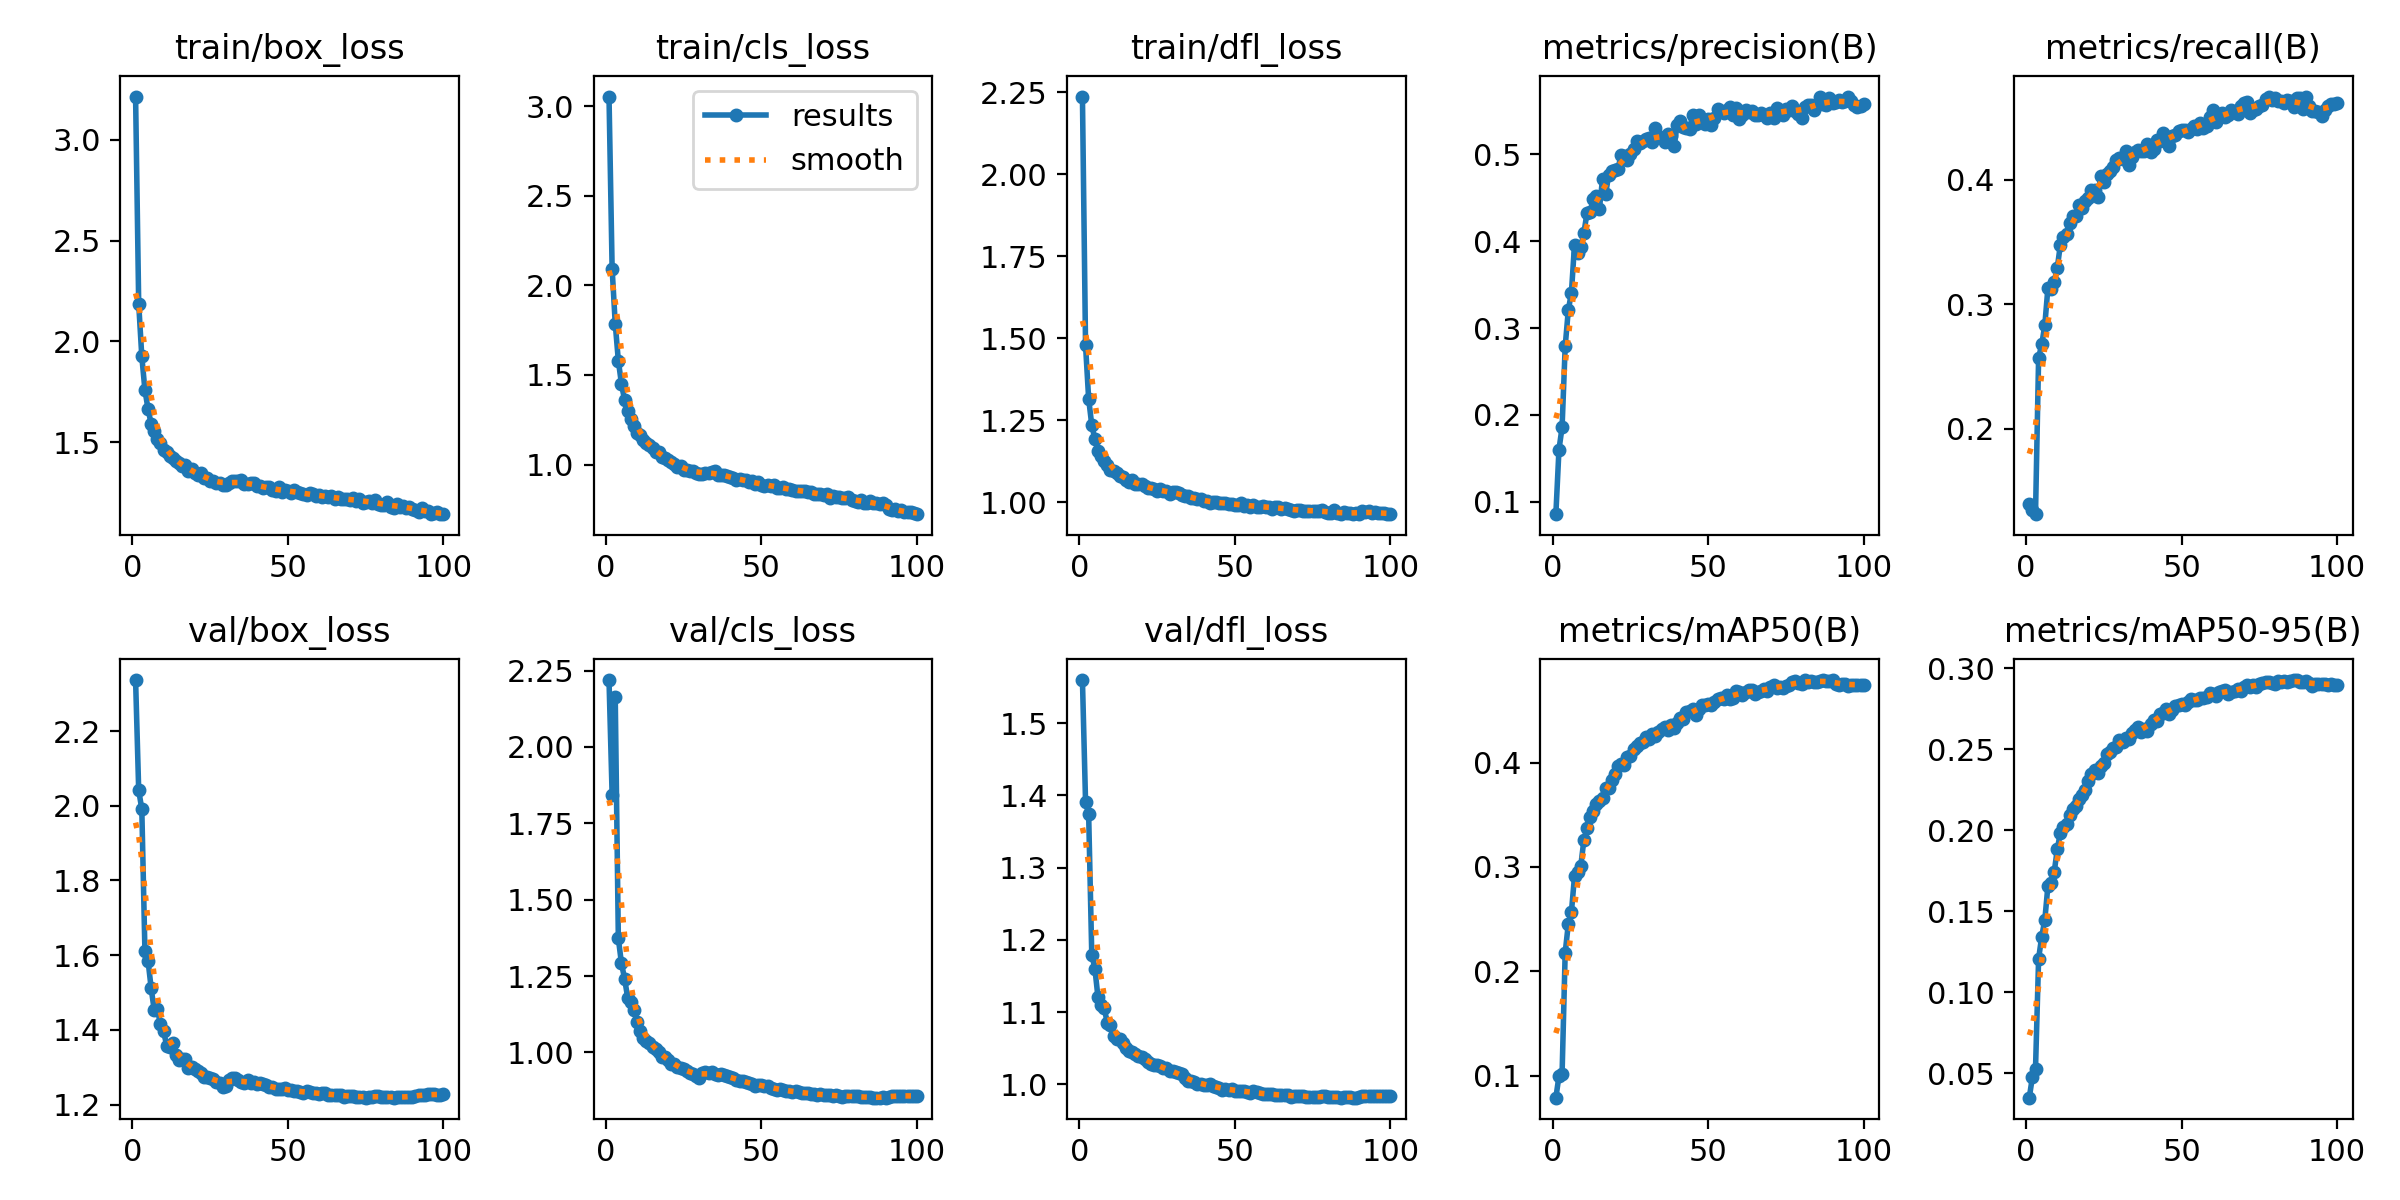 train/box_loss
3.0
2.5
2.0
1.5
0 50 100
train/cls_loss
results
smooth
3.0
2.5
2.0
1.5
1.0
0 50 100
train/dfl_loss
2.25
2.00
1.75
1.50
1.25
1.00
0 50 100
metrics/precision(B)
0.5
0.4
0.3
0.2
0.1
0 50 100
metrics/recall(B)
0.4
0.3
0.2
0 50 100
val/box_loss
2.2
2.0
1.8
1.6
1.4
1.2
0 50 100
val/cls_loss
2.25
2.00
1.75
1.50
1.25
1.00
0 50 100
val/dfl_loss
1.5
1.4
1.3
1.2
1.1
1.0
0 50 100
metrics/mAP50(B)
0.4
0.3
0.2
0.1
0 50 100
metrics/mAP50-95(B)
0.30
0.25
0.20
0.15
0.10
0.05
0 50 100